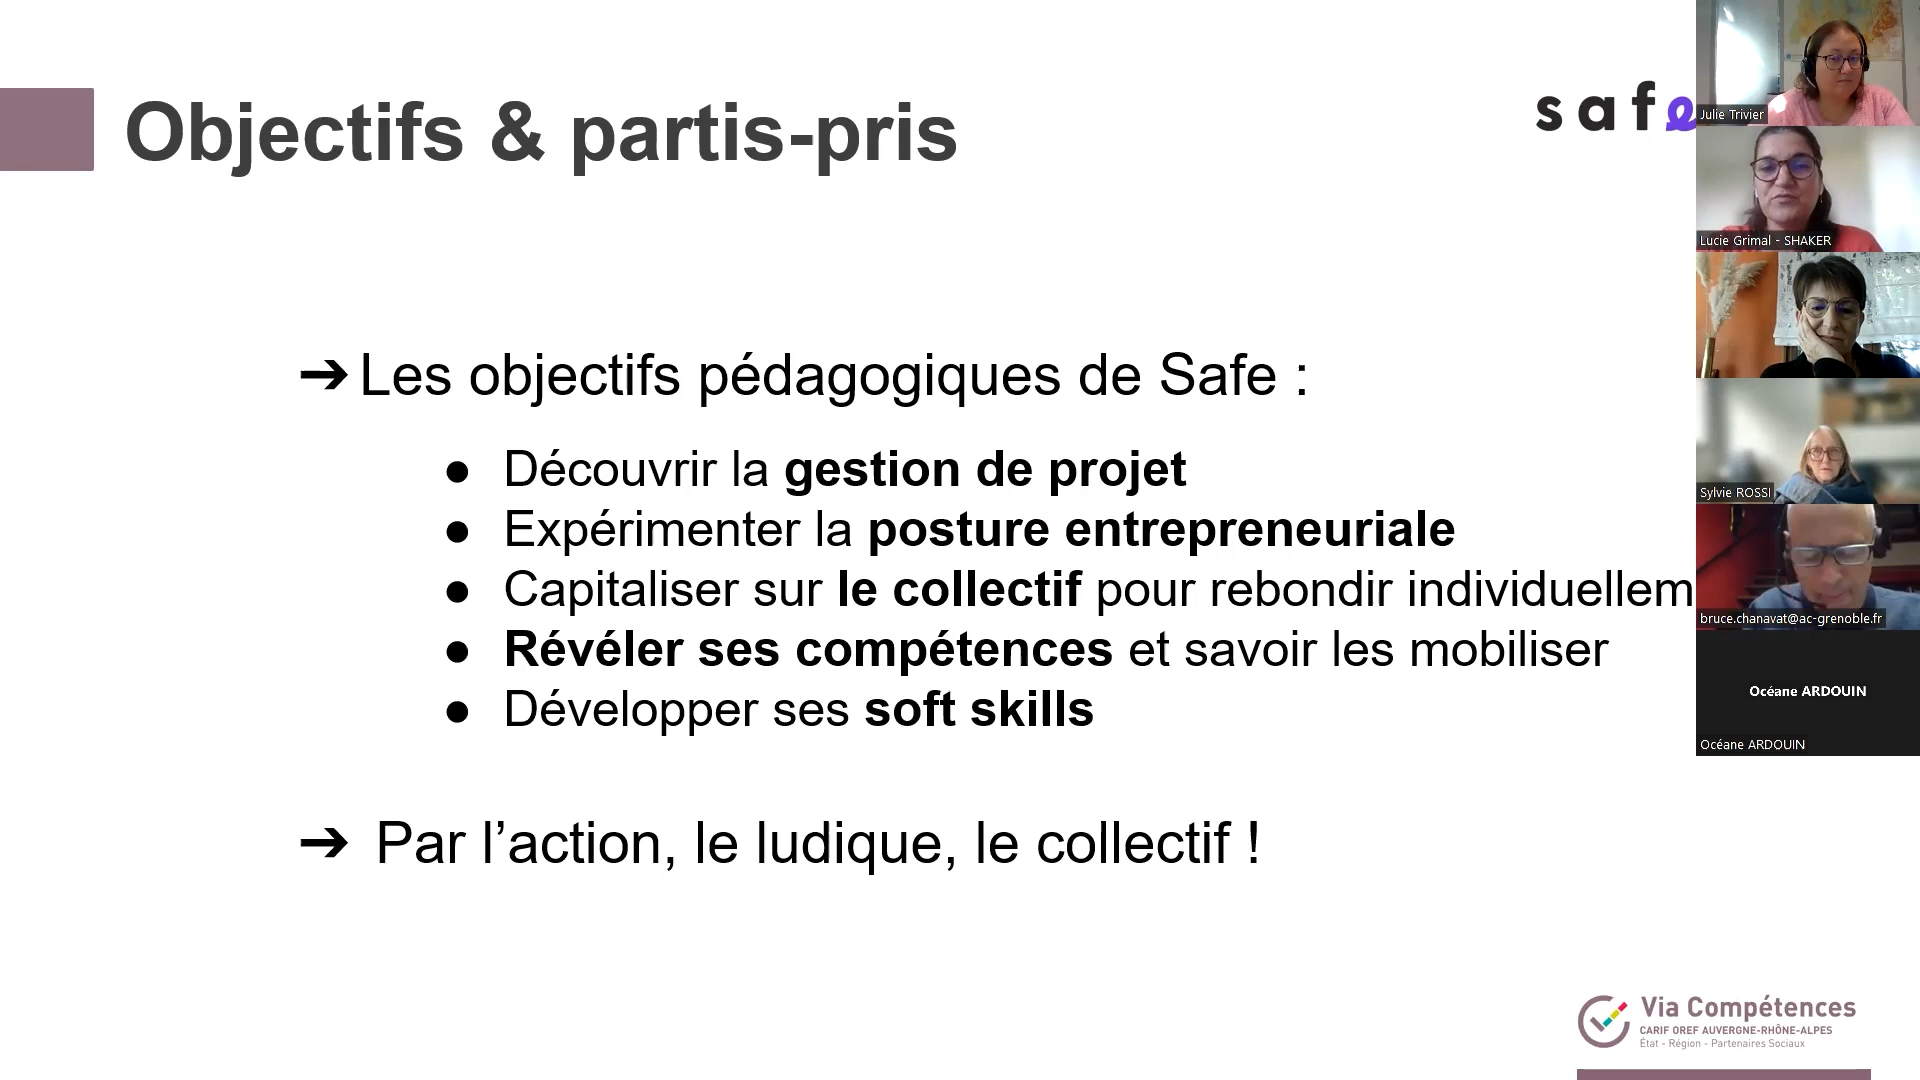 Objectifs & partis-pris
safe
➔ Les objectifs pédagogiques de Safe :
● Découvrir la gestion de projet
● Expérimenter la posture entrepreneuriale
● Capitaliser sur le collectif pour rebondir individuellem
● Révéler ses compétences et savoir les mobiliser
● Développer ses soft skills
➔ Par l’action, le ludique, le collectif !
Julie Trivier
Lucie Grimal - SHAKER
Sylvie ROSSI
bruce.chanavat@ac-grenoble.fr
Océane ARDOUIN
Océane ARDOUIN
Via Compétences
CARIF OREF AUVERGNE-RHÔNE-ALPES
État - Région - Partenaires Sociaux